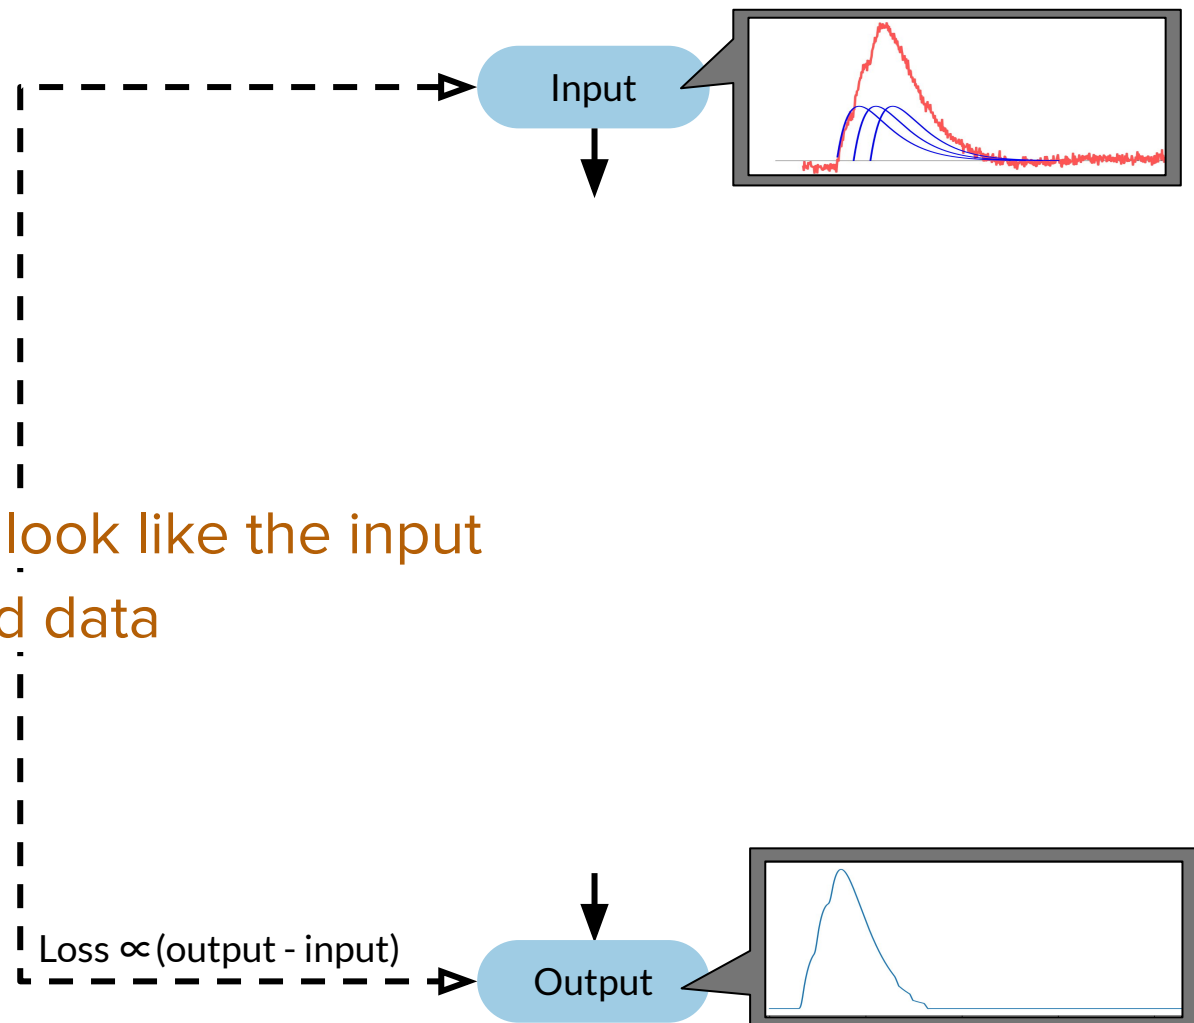 Input
look like the input
d data
Loss ∝ (output - input)
Output